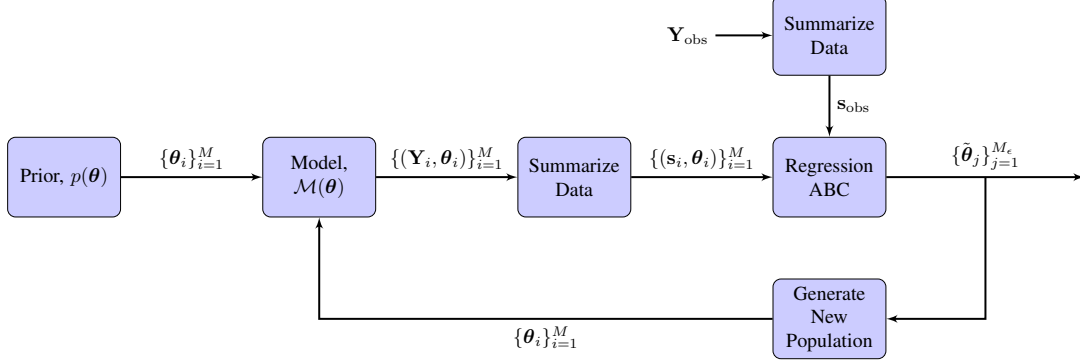 Y_obs
Summarize
Data
s_obs
Prior, p(θ)
{θ_i}_{i=1}^M
Model,
ℳ(θ)
{(Y_i, θ_i)}_{i=1}^M
Summarize
Data
{(s_i, θ_i)}_{i=1}^M
Regression
ABC
{θ̃_j}_{j=1}^{M_ϵ}
Generate
New
Population
{θ_i}_{i=1}^M